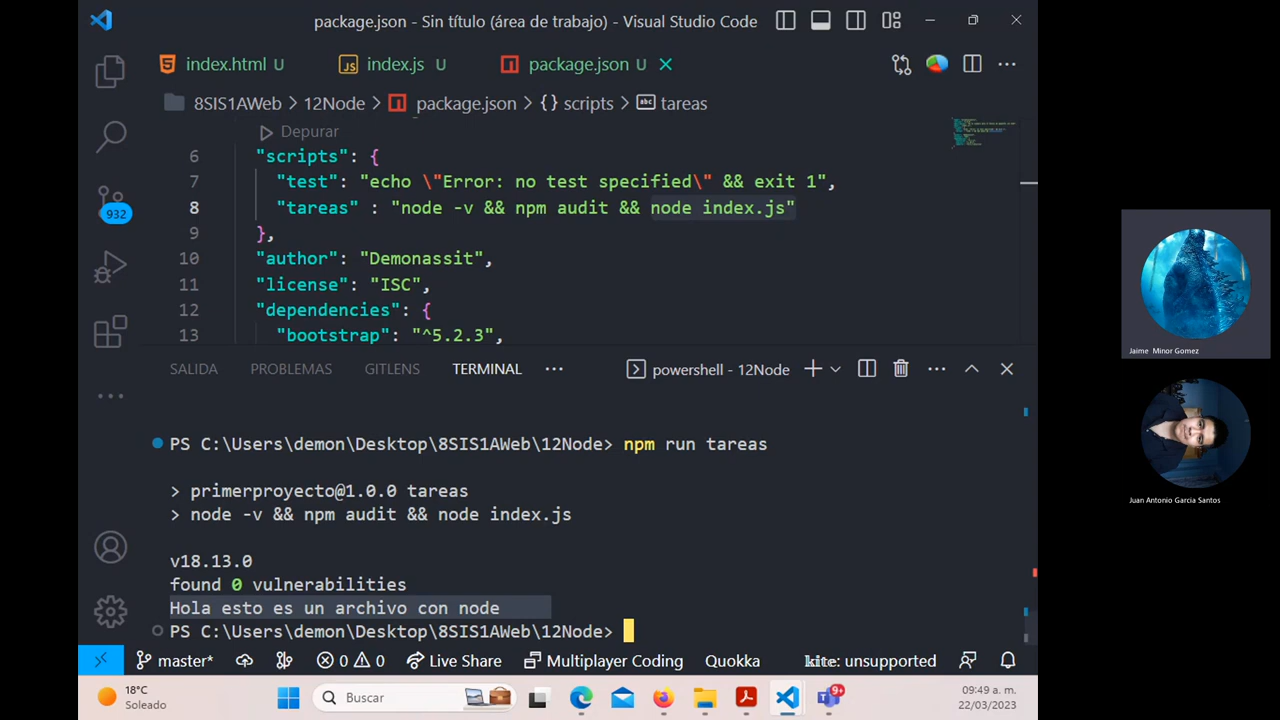 package.json - Sin título (área de trabajo) - Visual Studio Code
index.html U
index.js U
package.json U
8SIS1AWeb > 12Node > package.json > {} scripts > abc tareas
Depurar
6 "scripts": {
7 "test": "echo \"Error: no test specified\" && exit 1",
8 "tareas" : "node -v && npm audit && node index.js"
9 },
10 "author": "Demonassit",
11 "license": "ISC",
12 "dependencies": {
13 "bootstrap": "^5.2.3",
932
SALIDA PROBLEMAS GITLENS TERMINAL ... powershell - 12Node
PS C:\Users\demon\Desktop\8SIS1AWeb\12Node> npm run tareas
> primerproyecto@1.0.0 tareas
> node -v && npm audit && node index.js
v18.13.0
found 0 vulnerabilities
Hola esto es un archivo con node
PS C:\Users\demon\Desktop\8SIS1AWeb\12Node>
master* 0 0 Live Share Multiplayer Coding Quokka kite: unsupported
18°C
Soleado
Buscar
9+
09:49 a. m.
22/03/2023
Jaime Minor Gomez
Juan Antonio Garcia Santos